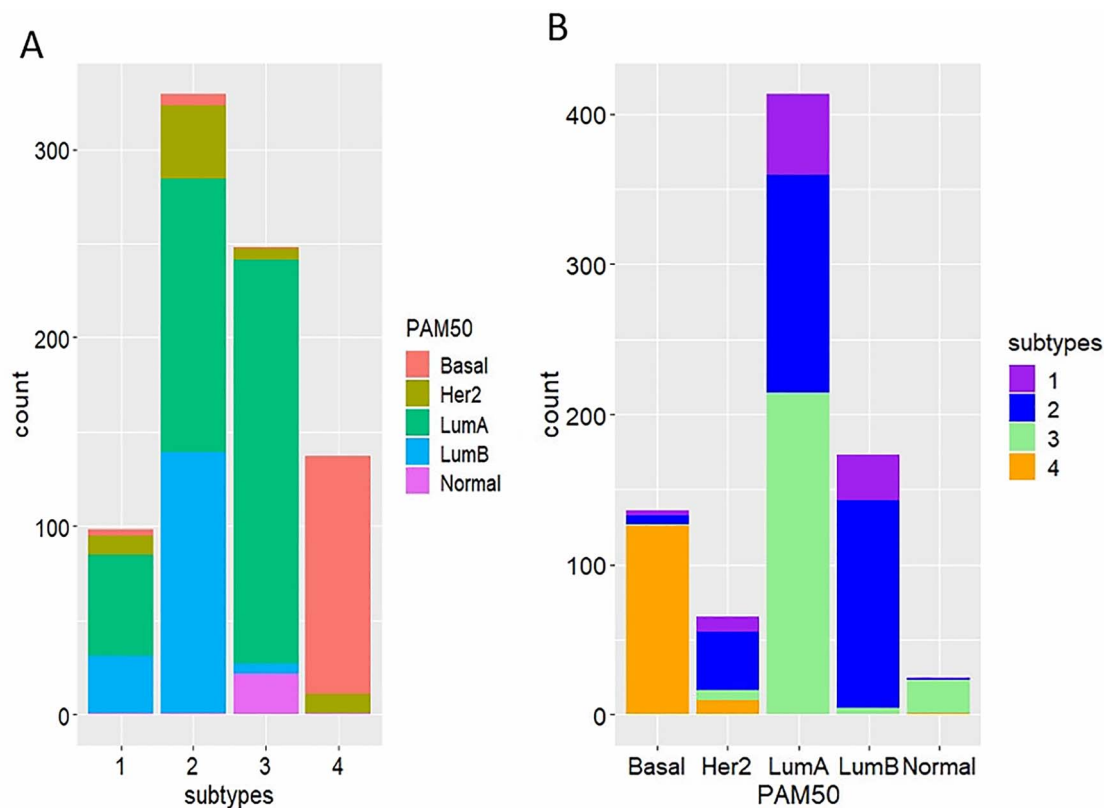 A
count
300
200
100
0
1 2 3 4
subtypes
PAM50
Basal
Her2
LumA
LumB
Normal
B
count
400
300
200
100
0
Basal Her2 LumA LumB Normal
PAM50
subtypes
1
2
3
4